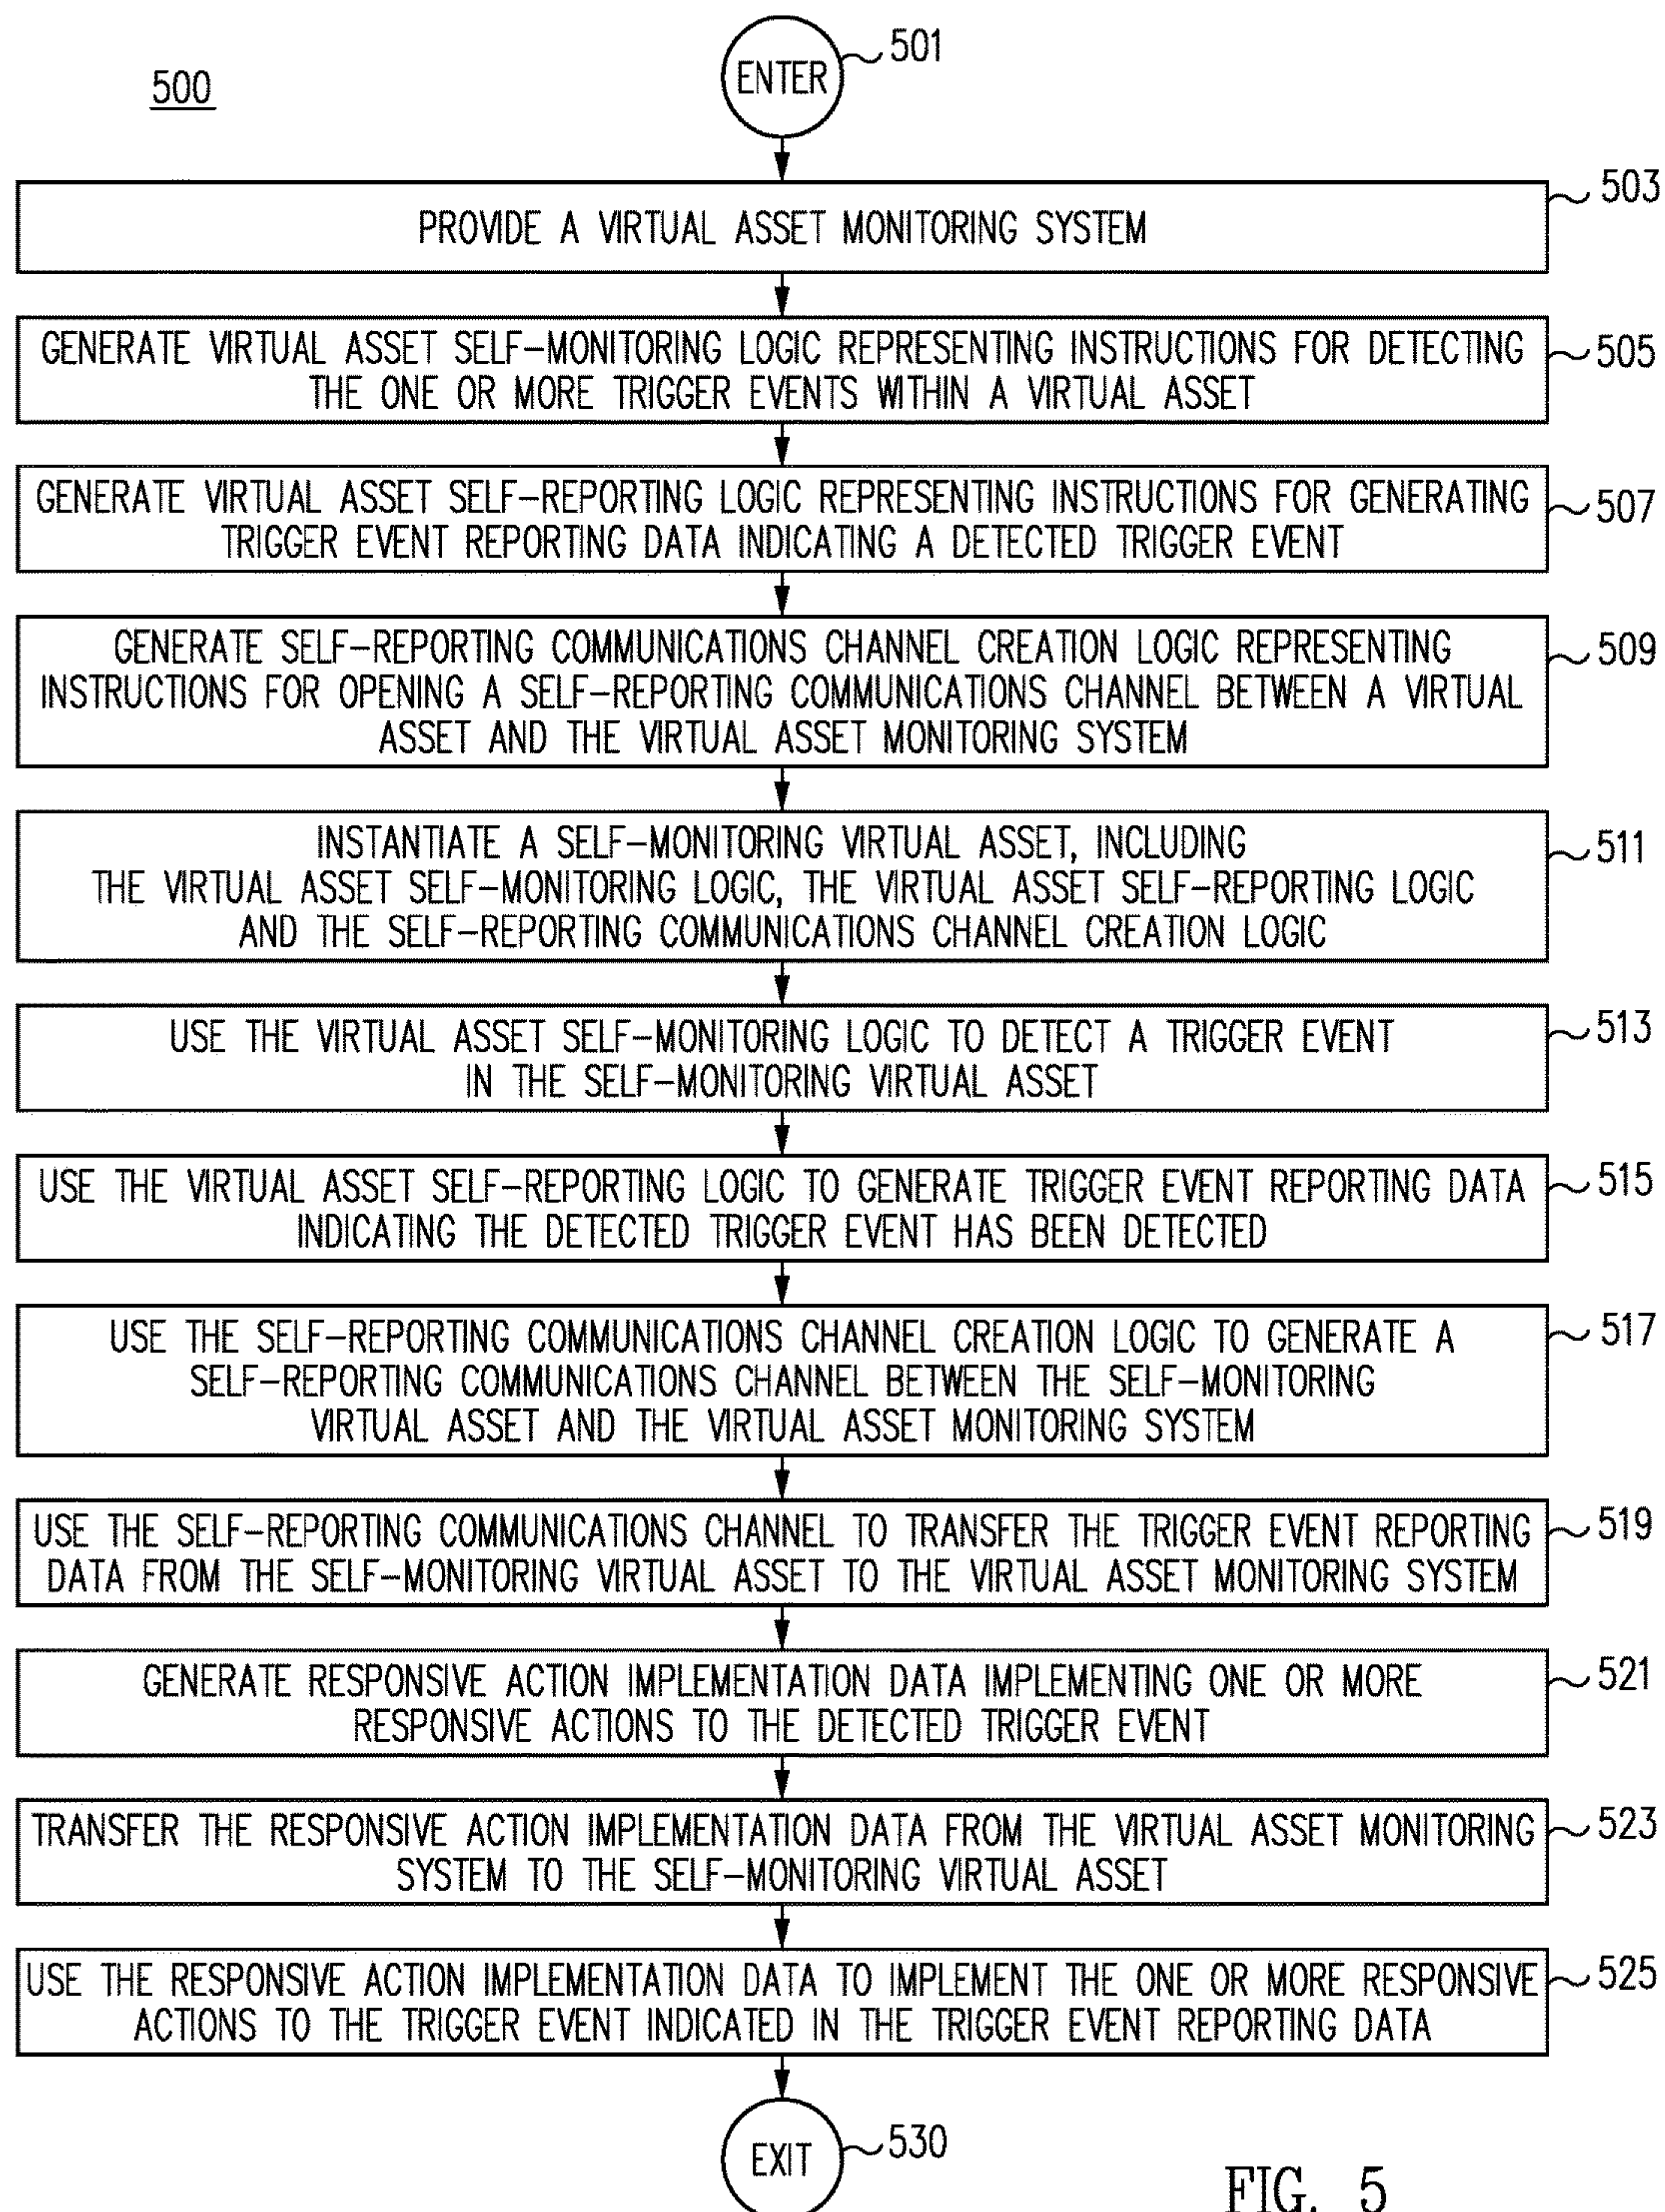 500
ENTER
501
PROVIDE A VIRTUAL ASSET MONITORING SYSTEM
503
GENERATE VIRTUAL ASSET SELF-MONITORING LOGIC REPRESENTING INSTRUCTIONS FOR DETECTING
THE ONE OR MORE TRIGGER EVENTS WITHIN A VIRTUAL ASSET
505
GENERATE VIRTUAL ASSET SELF-REPORTING LOGIC REPRESENTING INSTRUCTIONS FOR GENERATING
TRIGGER EVENT REPORTING DATA INDICATING A DETECTED TRIGGER EVENT
507
GENERATE SELF-REPORTING COMMUNICATIONS CHANNEL CREATION LOGIC REPRESENTING
INSTRUCTIONS FOR OPENING A SELF-REPORTING COMMUNICATIONS CHANNEL BETWEEN A VIRTUAL
ASSET AND THE VIRTUAL ASSET MONITORING SYSTEM
509
INSTANTIATE A SELF-MONITORING VIRTUAL ASSET, INCLUDING
THE VIRTUAL ASSET SELF-MONITORING LOGIC, THE VIRTUAL ASSET SELF-REPORTING LOGIC
AND THE SELF-REPORTING COMMUNICATIONS CHANNEL CREATION LOGIC
511
USE THE VIRTUAL ASSET SELF-MONITORING LOGIC TO DETECT A TRIGGER EVENT
IN THE SELF-MONITORING VIRTUAL ASSET
513
USE THE VIRTUAL ASSET SELF-REPORTING LOGIC TO GENERATE TRIGGER EVENT REPORTING DATA
INDICATING THE DETECTED TRIGGER EVENT HAS BEEN DETECTED
515
USE THE SELF-REPORTING COMMUNICATIONS CHANNEL CREATION LOGIC TO GENERATE A
SELF-REPORTING COMMUNICATIONS CHANNEL BETWEEN THE SELF-MONITORING
VIRTUAL ASSET AND THE VIRTUAL ASSET MONITORING SYSTEM
517
USE THE SELF-REPORTING COMMUNICATIONS CHANNEL TO TRANSFER THE TRIGGER EVENT REPORTING
DATA FROM THE SELF-MONITORING VIRTUAL ASSET TO THE VIRTUAL ASSET MONITORING SYSTEM
519
GENERATE RESPONSIVE ACTION IMPLEMENTATION DATA IMPLEMENTING ONE OR MORE
RESPONSIVE ACTIONS TO THE DETECTED TRIGGER EVENT
521
TRANSFER THE RESPONSIVE ACTION IMPLEMENTATION DATA FROM THE VIRTUAL ASSET MONITORING
SYSTEM TO THE SELF-MONITORING VIRTUAL ASSET
523
USE THE RESPONSIVE ACTION IMPLEMENTATION DATA TO IMPLEMENT THE ONE OR MORE RESPONSIVE
ACTIONS TO THE TRIGGER EVENT INDICATED IN THE TRIGGER EVENT REPORTING DATA
525
EXIT
530
FIG. 5